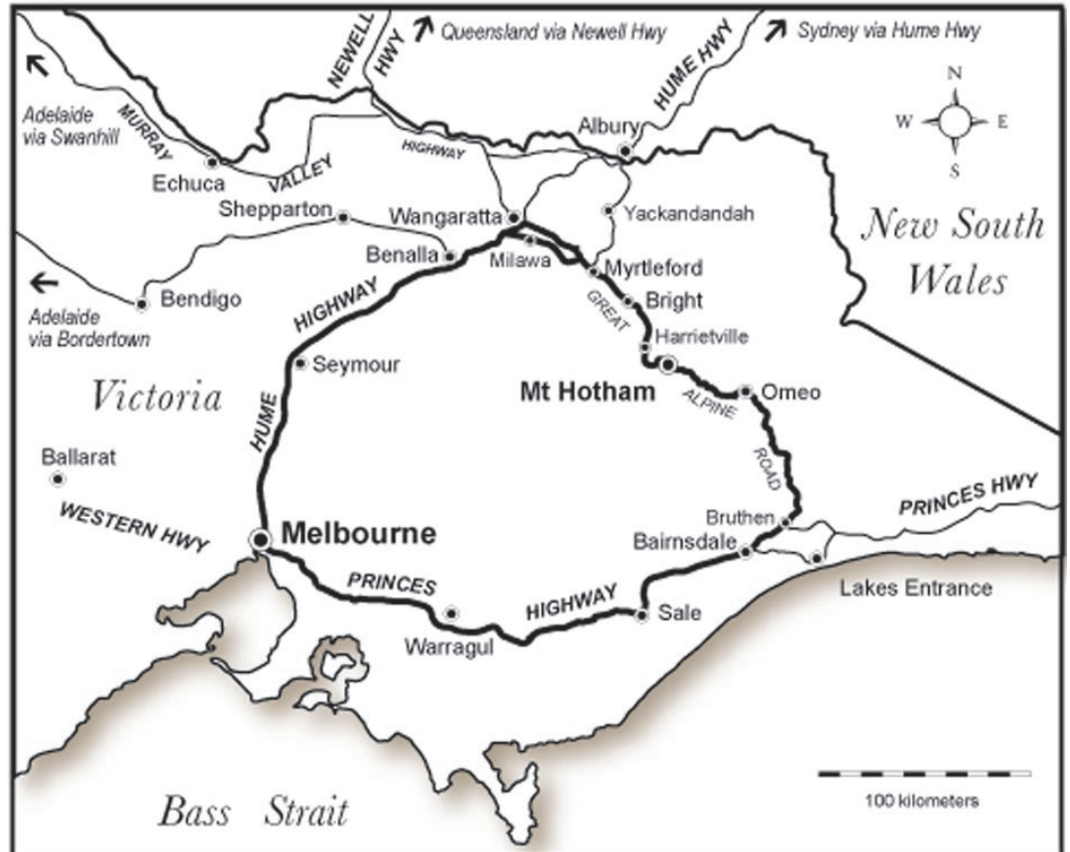 Queensland via Newell Hwy
Sydney via Hume Hwy
NEWELL
HWY
HUME HWY
N
W E
S
Adelaide
via Swanhill
MURRAY
VALLEY
HIGHWAY
Albury
Echuca
Shepparton
Wangaratta
Yackandandah
New South
Wales
Benalla
Milawa
Myrtleford
Bendigo
Adelaide
via Bordertown
HIGHWAY
GREAT
Bright
Harrietville
Seymour
Victoria
Mt Hotham
ALPINE
Omeo
HUME
ROAD
Ballarat
WESTERN HWY
PRINCES HWY
Bruthen
Melbourne
Bairnsdale
PRINCES
HIGHWAY
Lakes Entrance
Sale
Warragul
Bass Strait
100 kilometers